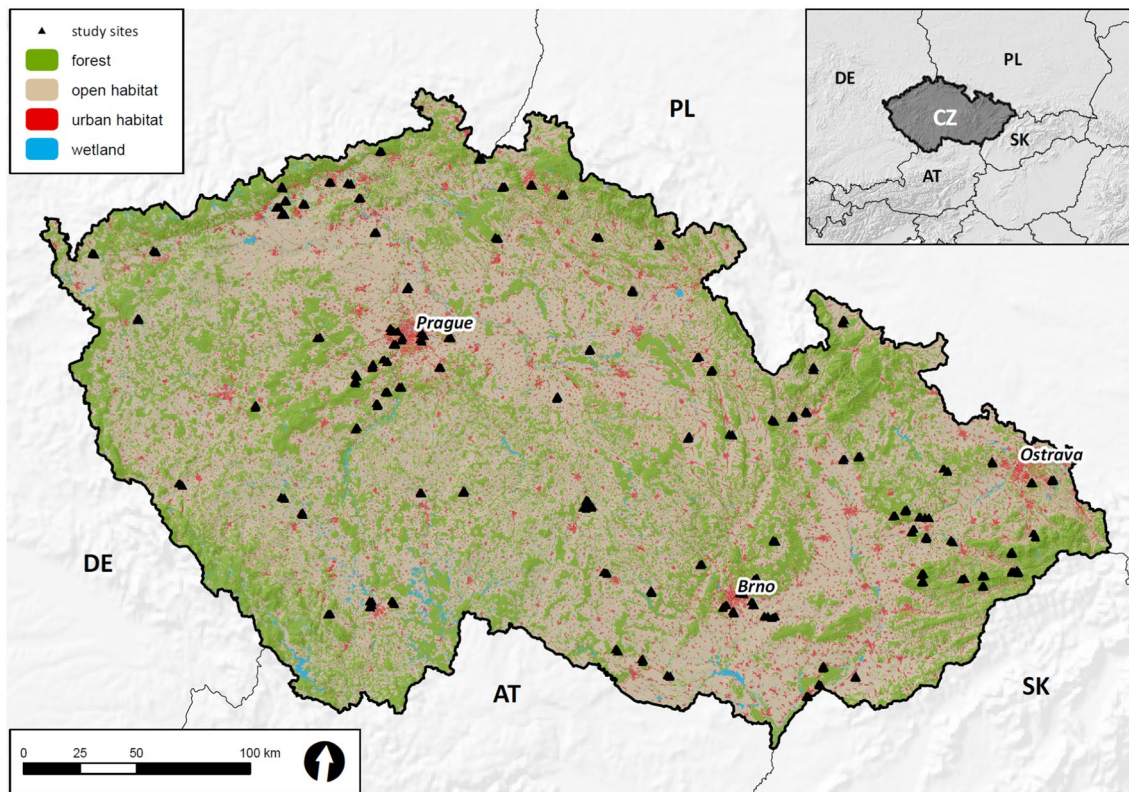 study sites
forest
open habitat
urban habitat
wetland
PL
DE
PL
CZ
SK
AT
Prague
Ostrava
Brno
DE
AT
SK
0 25 50 100 km